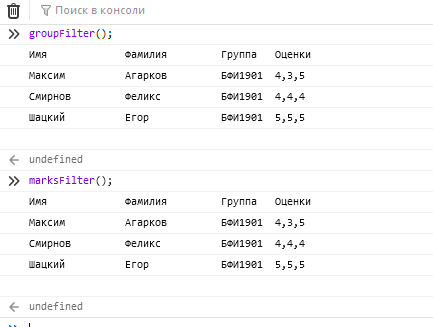 Поиск в консоли
groupFilter();
Имя Фамилия Группа Оценки
Максим Агарков БФИ1901 4,3,5
Смирнов Феликс БФИ1901 4,4,4
Шацкий Егор БФИ1901 5,5,5
undefined
marksFilter();
Имя Фамилия Группа Оценки
Максим Агарков БФИ1901 4,3,5
Смирнов Феликс БФИ1901 4,4,4
Шацкий Егор БФИ1901 5,5,5
undefined